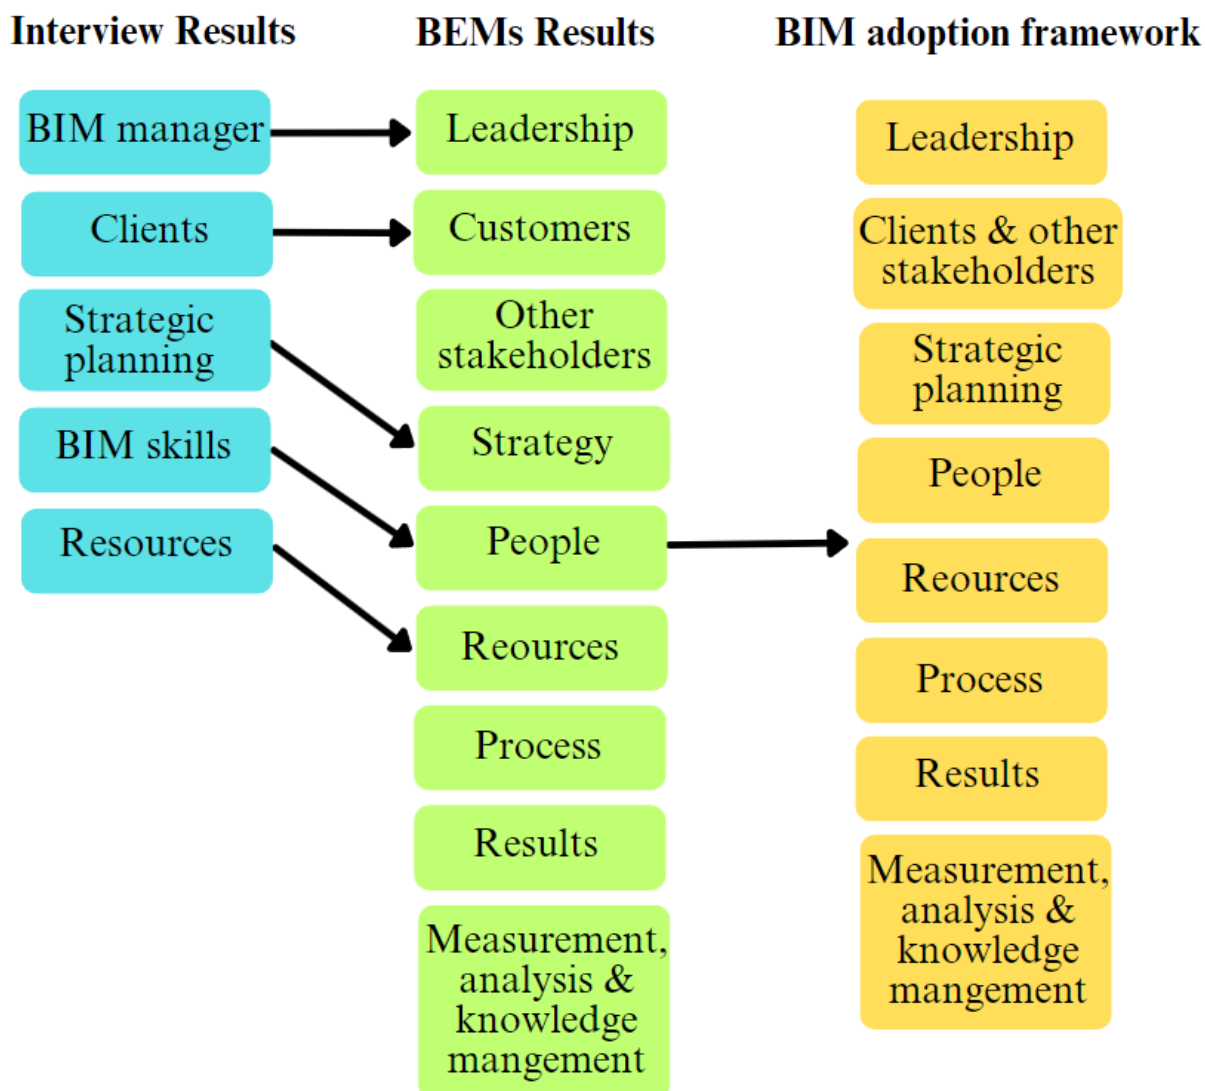 Interview Results
BEMs Results
BIM adoption framework
BIM manager
Clients
Strategic
planning
BIM skills
Resources
Leadership
Customers
Other
stakeholders
Strategy
People
Reources
Process
Results
Measurement,
analysis &
knowledge
mangement
Leadership
Clients & other
stakeholders
Strategic
planning
People
Reources
Process
Results
Measurement,
analysis &
knowledge
mangement